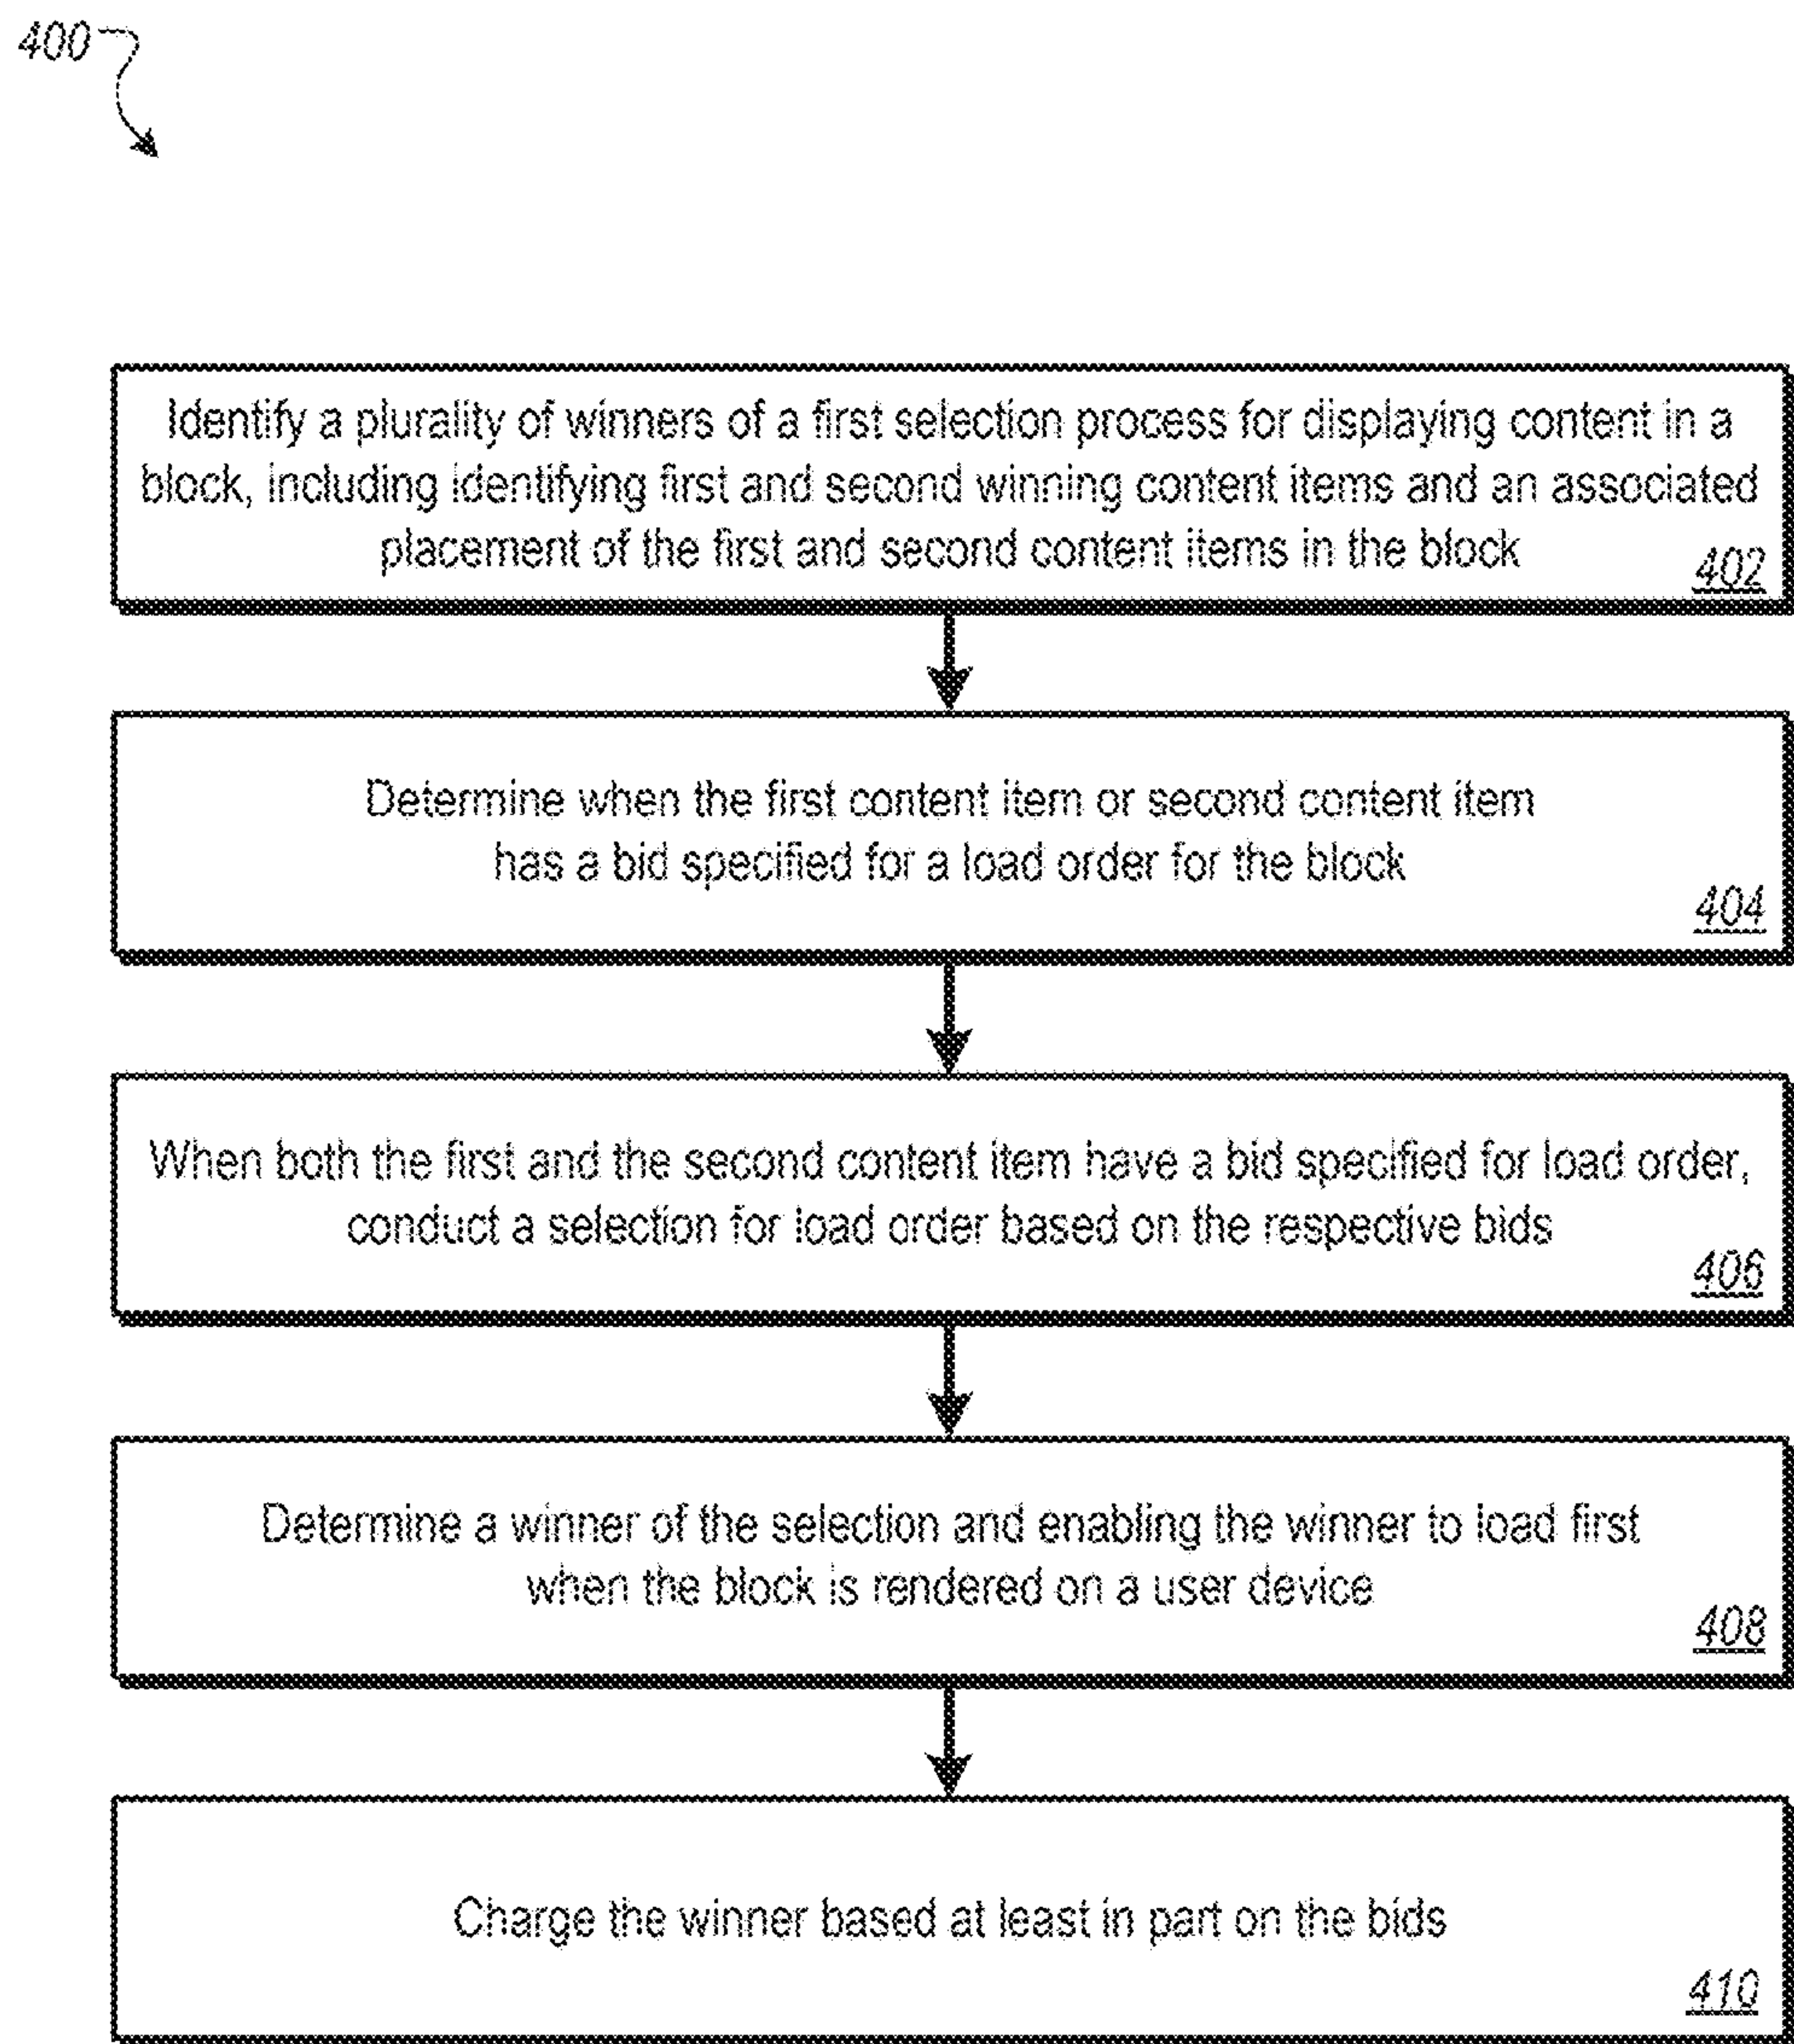 400
Identify a plurality of winners of a first selection process for displaying content in a
block, including identifying first and second winning content items and an associated
placement of the first and second content items in the block
402
Determine when the first content item or second content item
has a bid specified for a load order for the block
404
When both the first and the second content item have a bid specified for load order,
conduct a selection for load order based on the respective bids
406
Determine a winner of the selection and enabling the winner to load first
when the block is rendered on a user device
408
Charge the winner based at least in part on the bids
410